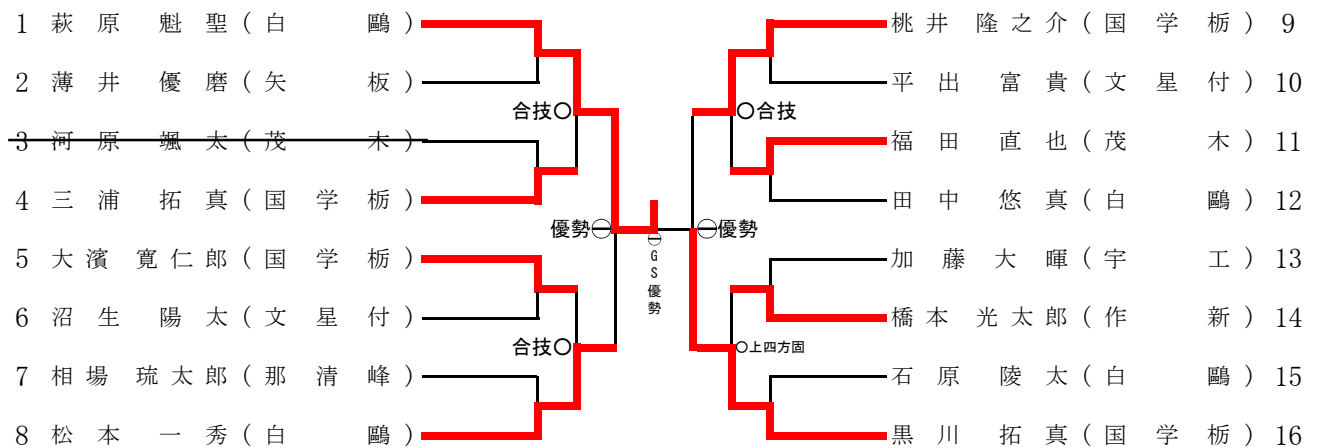 1 萩原 魁聖(白 鷗)
2 薄井 優磨(矢 板)
合技○
3 河原 颯太(茂 木)
4 三浦 拓真(国学栃)
優勢
5 大濱 寛仁郎(国学栃)
6 沼生 陽太(文星付)
合技○
7 相場 琉太郎(那清峰)
8 松本 一秀(白 鷗)
GS優勢
桃井 隆之介(国学栃) 9
平出 富貴(文星付) 10
○合技
福田 直也(茂 木) 11
田中 悠真(白 鷗) 12
優勢
加藤 大暉(宇 工) 13
橋本 光太郎(作 新) 14
○上四方固
石原 陵太(白 鷗) 15
黒川 拓真(国学栃) 16